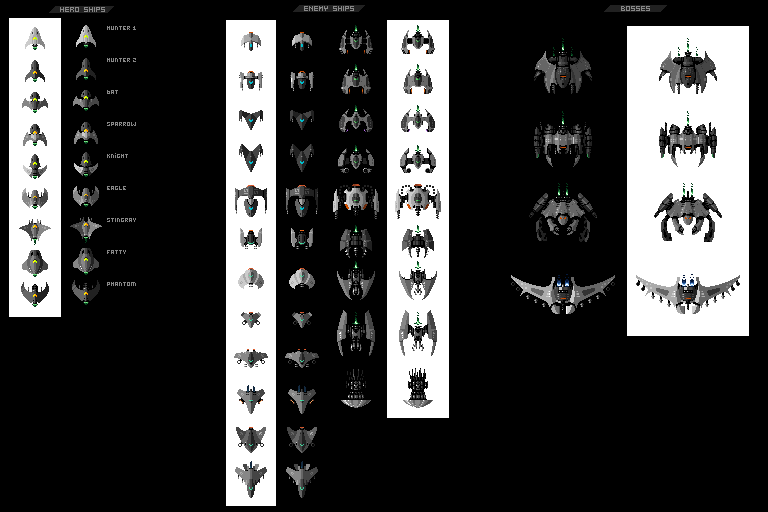 HERO SHIPS
ENEMY SHIPS
BOSSES
HUNTER 1
HUNTER 2
BAT
SPARROW
KNIGHT
EAGLE
STINGRAY
FATTY
PHANTOM